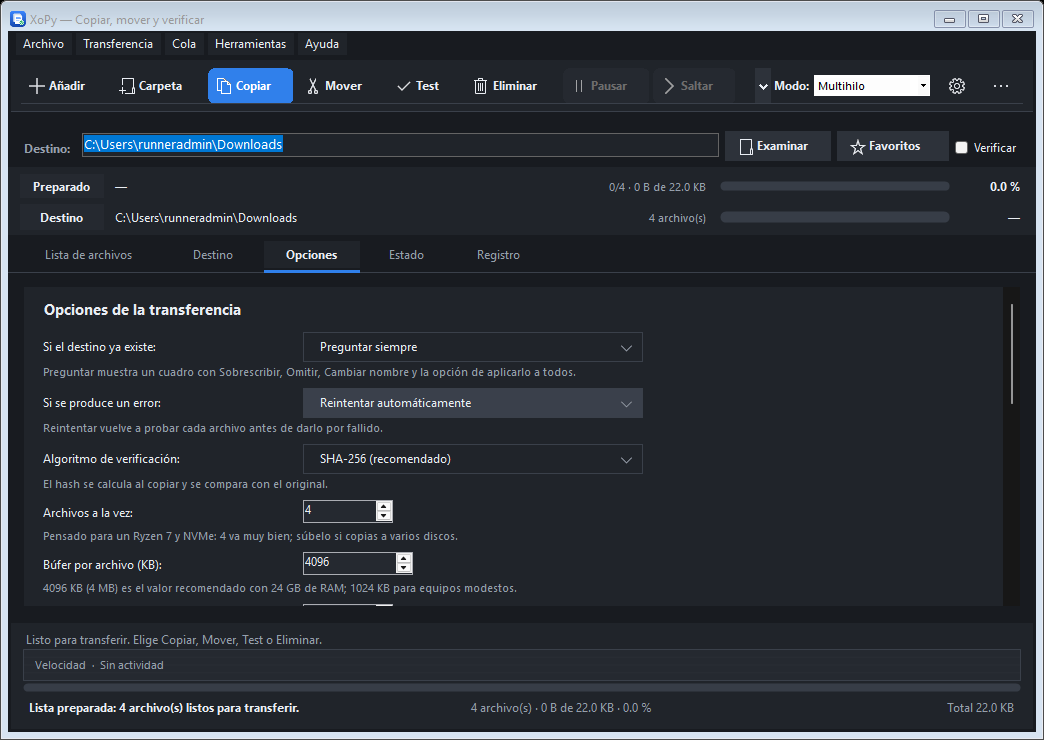 XoPy — Copiar, mover y verificar
Archivo Transferencia Cola Herramientas Ayuda
Añadir Carpeta Copiar Mover Test Eliminar Pausar Saltar Modo: Multihilo ...
Destino: C:\Users\runneradmin\Downloads Examinar Favoritos Verificar
Preparado — 0/4 · 0 B de 22.0 KB 0.0 %
Destino C:\Users\runneradmin\Downloads 4 archivo(s) —
Lista de archivos Destino Opciones Estado Registro
Opciones de la transferencia
Si el destino ya existe: Preguntar siempre
Preguntar muestra un cuadro con Sobrescribir, Omitir, Cambiar nombre y la opción de aplicarlo a todos.
Si se produce un error: Reintentar automáticamente
Reintentar vuelve a probar cada archivo antes de darlo por fallido.
Algoritmo de verificación: SHA-256 (recomendado)
El hash se calcula al copiar y se compara con el original.
Archivos a la vez: 4
Pensado para un Ryzen 7 y NVMe: 4 va muy bien; súbelo si copias a varios discos.
Búfer por archivo (KB): 4096
4096 KB (4 MB) es el valor recomendado con 24 GB de RAM; 1024 KB para equipos modestos.
Listo para transferir. Elige Copiar, Mover, Test o Eliminar.
Velocidad · Sin actividad
Lista preparada: 4 archivo(s) listos para transferir. 4 archivo(s) · 0 B de 22.0 KB · 0.0 % Total 22.0 KB